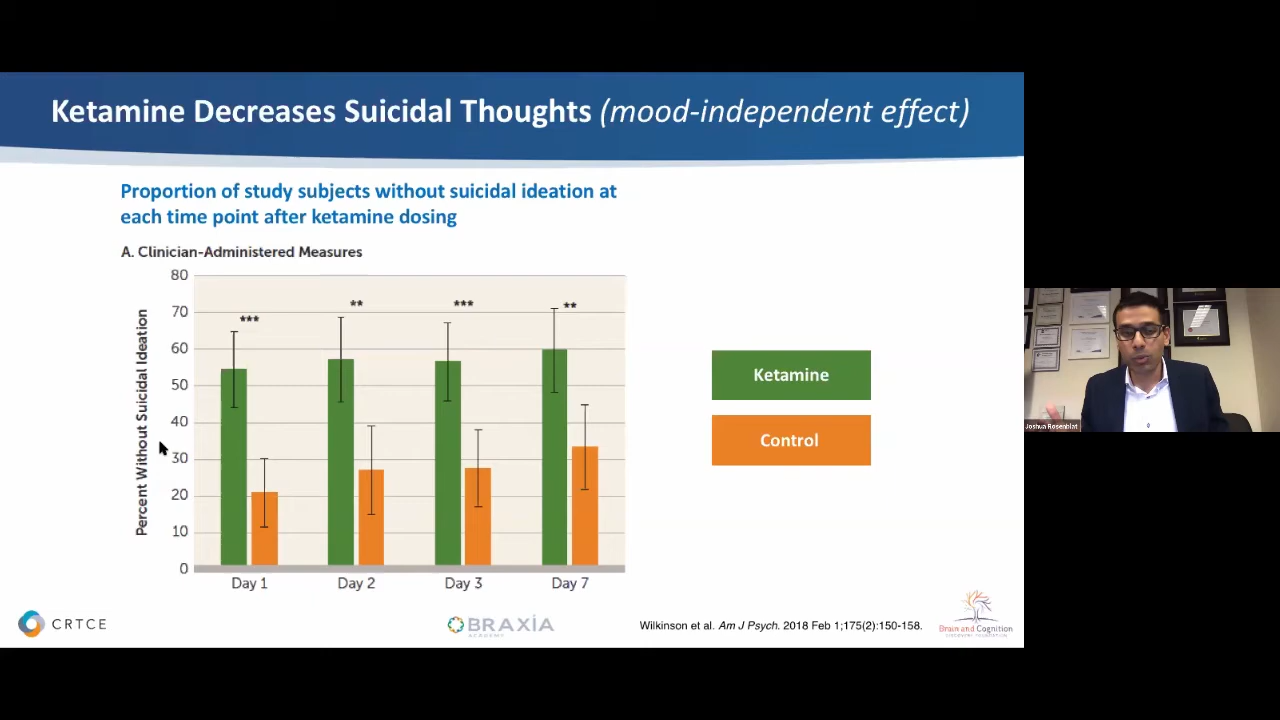 Ketamine Decreases Suicidal Thoughts (mood-independent effect)
Proportion of study subjects without suicidal ideation at
each time point after ketamine dosing
A. Clinician-Administered Measures
Percent Without Suicidal Ideation
80
70
60
50
40
30
20
10
0
***
**
***
**
Day 1
Day 2
Day 3
Day 7
Ketamine
Control
CRTCE
BRAXIA
ACADEMY
Wilkinson et al. Am J Psych. 2018 Feb 1;175(2):150-158.
Brain and Cognition
DISCOVERY FOUNDATION
Joshua Rosenblat